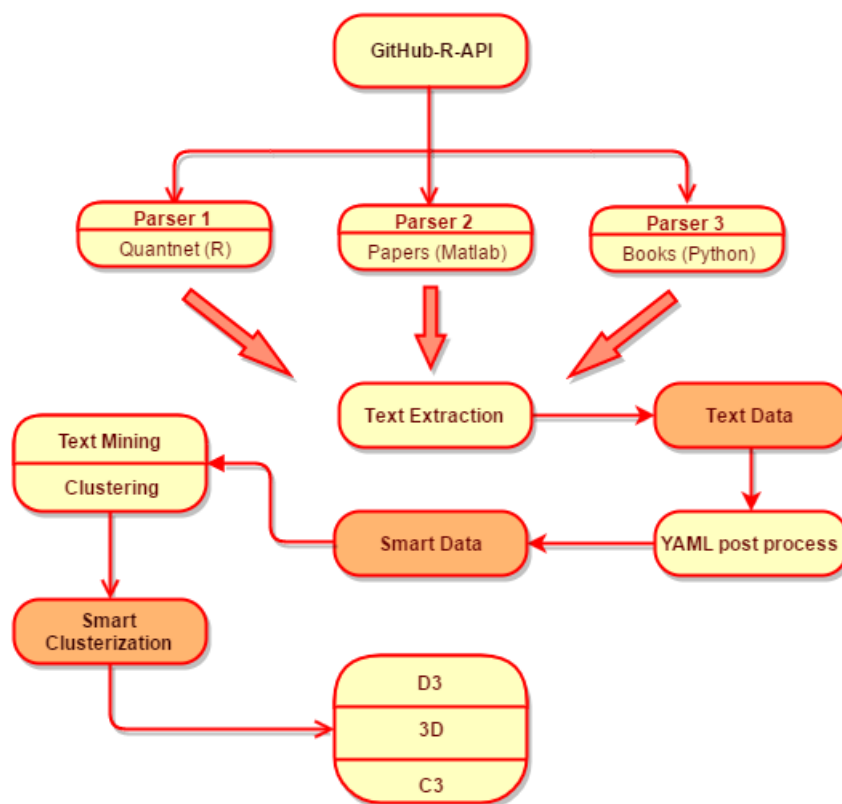 GitHub-R-API
Parser 1
Quantnet (R)
Parser 2
Papers (Matlab)
Parser 3
Books (Python)
Text Extraction
Text Data
Text Mining
Clustering
Smart Data
YAML post process
Smart
Clusterization
D3
3D
C3